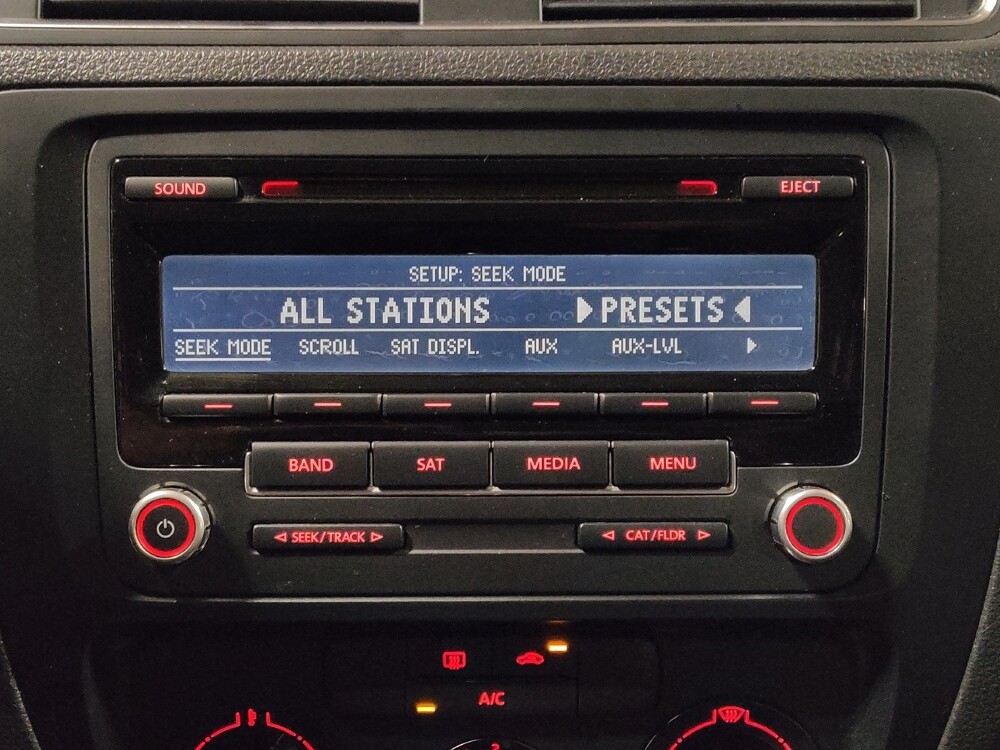 SOUND EJECT
SETUP: SEEK MODE
ALL STATIONS ▶PRESETS◀
SEEK MODE SCROLL SAT DISPL. AUX AUX-LVL ▶
BAND SAT MEDIA MENU
◁ SEEK/TRACK ▷ ◁ CAT/FLDR ▷
A/C